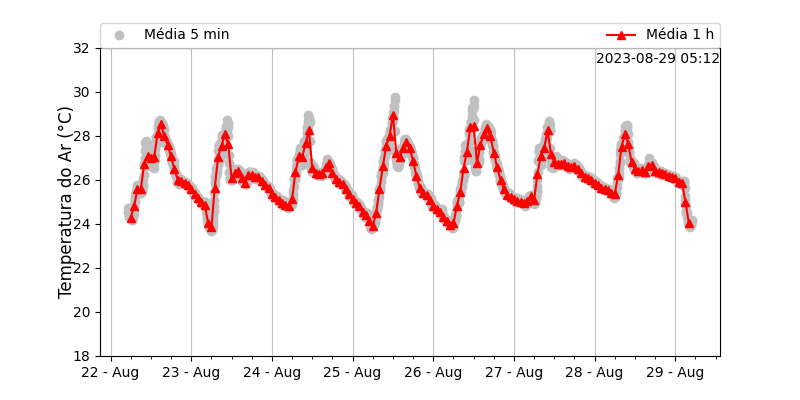 Média 5 min
Média 1 h
2023-08-29 05:12
Temperatura do Ar (°C)
32
30
28
26
24
22
20
18
22 - Aug
23 - Aug
24 - Aug
25 - Aug
26 - Aug
27 - Aug
28 - Aug
29 - Aug